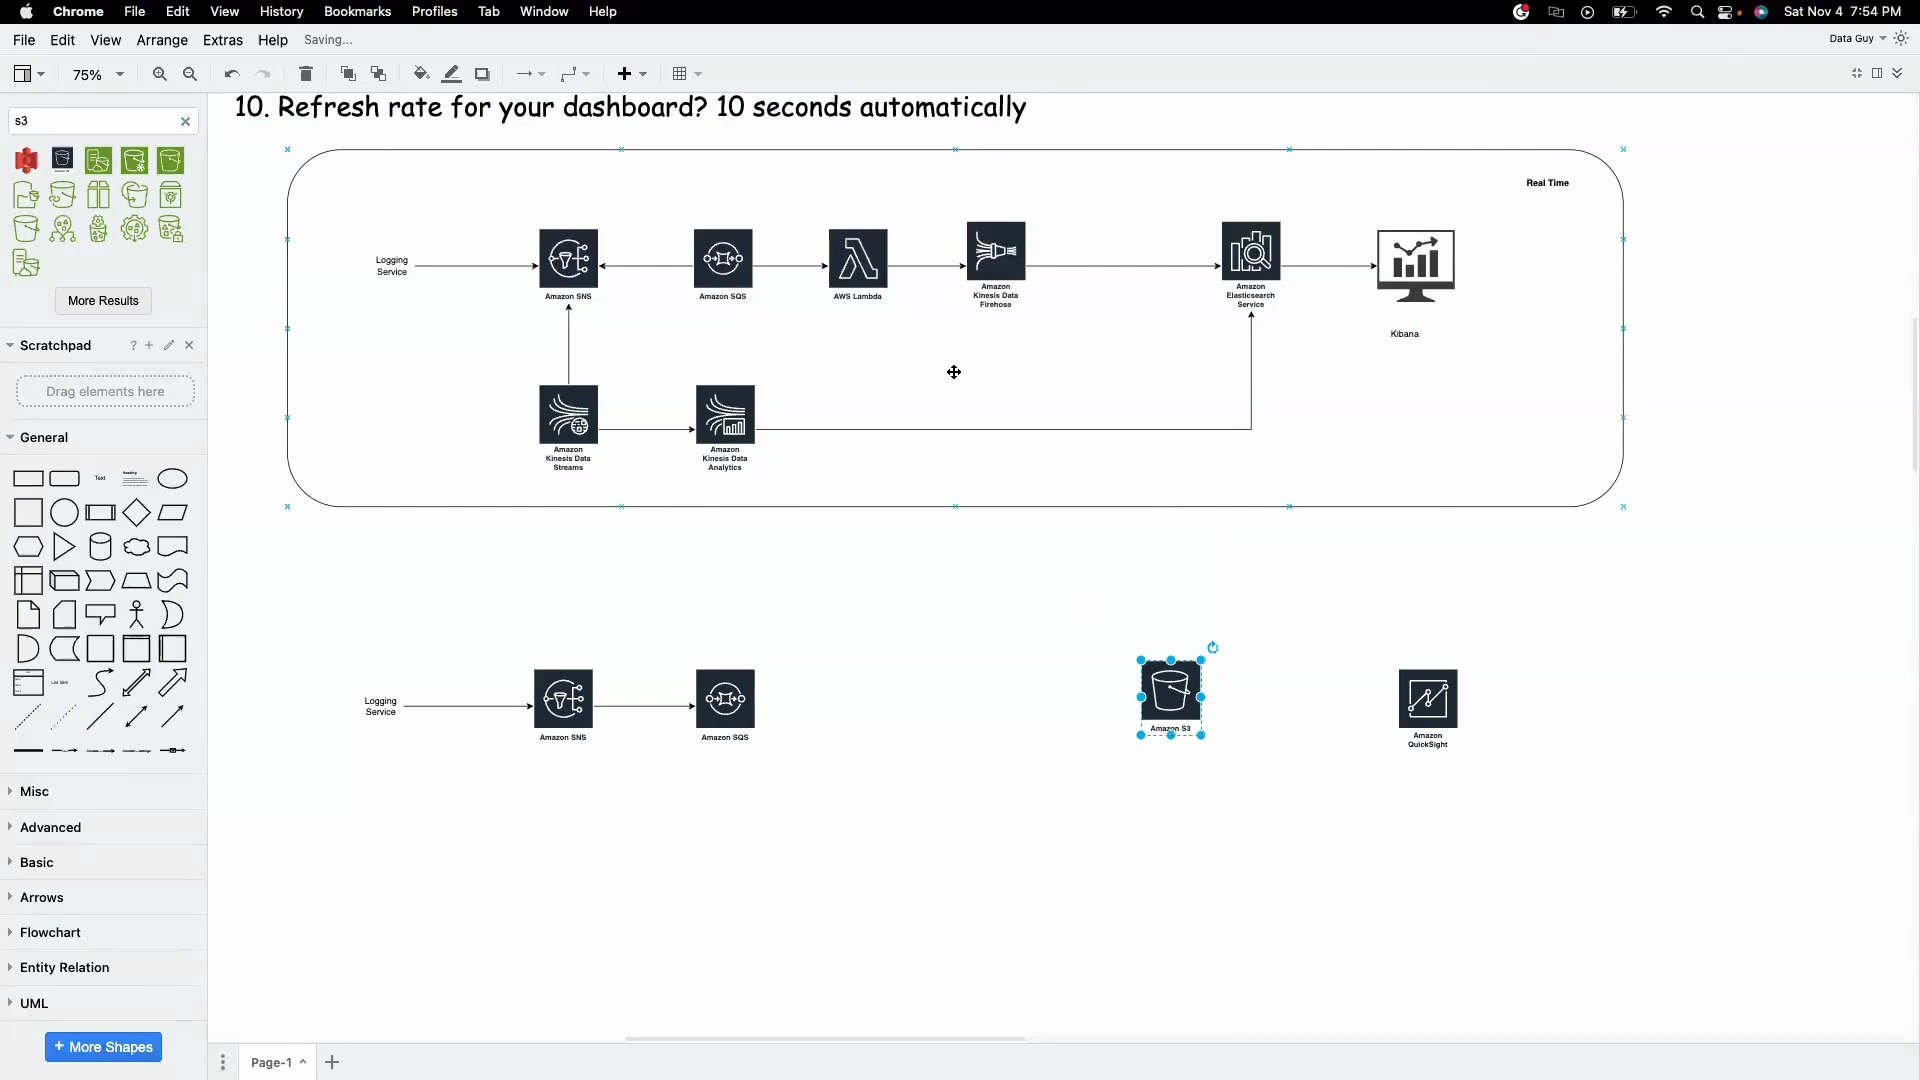 Chrome File Edit View History Bookmarks Profiles Tab Window Help Sat Nov 4 7:54 PM
File Edit View Arrange Extras Help Saving... Data Guy
75%
s3
More Results
Scratchpad ?
Drag elements here
General
Text
Heading
List Item
Misc
Advanced
Basic
Arrows
Flowchart
Entity Relation
UML
+ More Shapes
10. Refresh rate for your dashboard? 10 seconds automatically
Real Time
Logging
Service
Amazon SNS
Amazon SQS
AWS Lambda
Amazon
Kinesis Data
Firehose
Amazon
Elasticsearch
Service
Kibana
Amazon
Kinesis Data
Streams
Amazon
Kinesis Data
Analytics
Logging
Service
Amazon SNS
Amazon SQS
Amazon S3
Amazon
QuickSight
Page-1